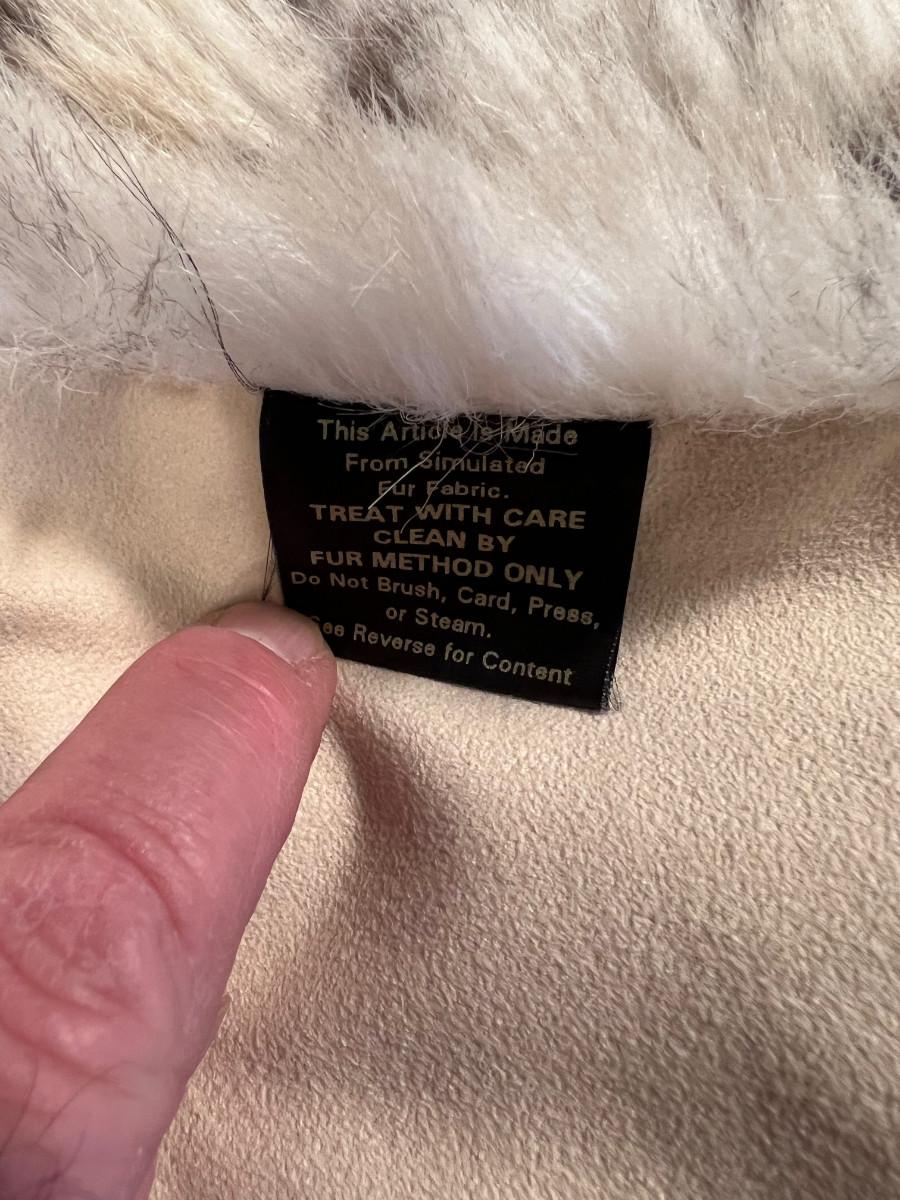 This Article Is Made
From Simulated
Fur Fabric.
TREAT WITH CARE
CLEAN BY
FUR METHOD ONLY
Do Not Brush, Card, Press,
or Steam.
See Reverse for Content